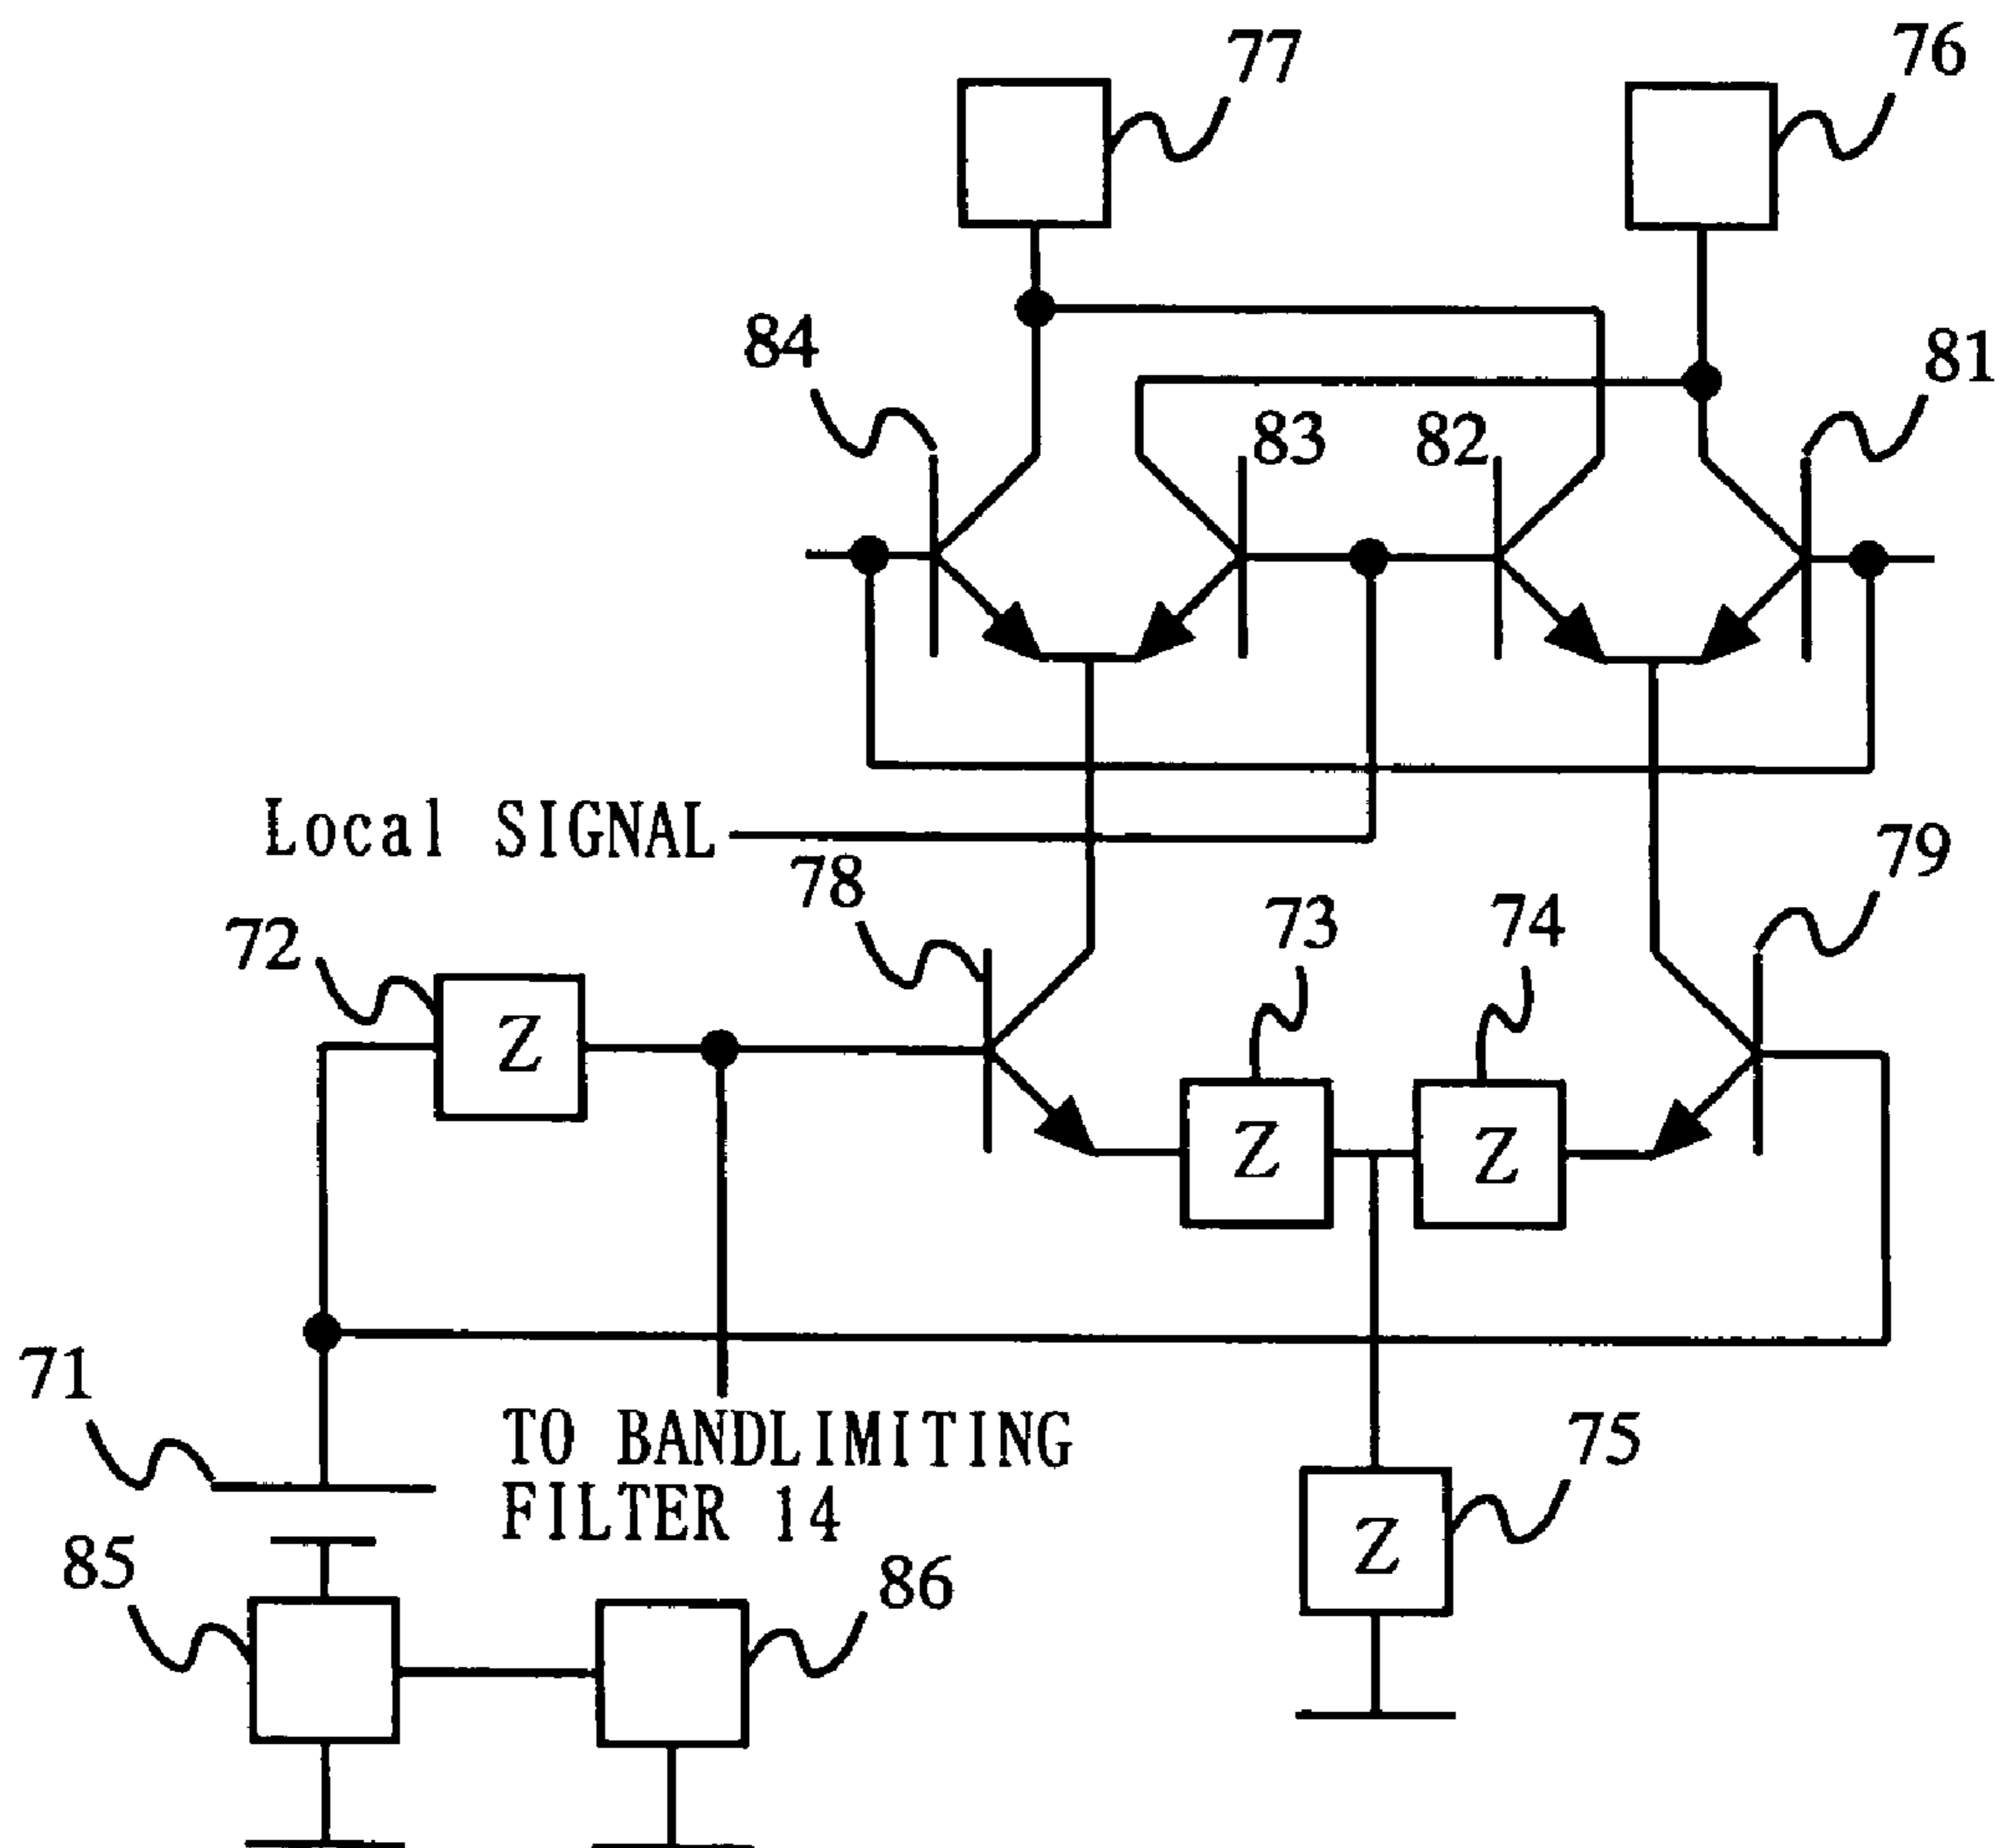 77
76
84
81
83
82
Local SIGNAL
78
79
73
74
72
Z
Z
Z
71
TO BANDLIMITING
FILTER 14
75
85
86
Z